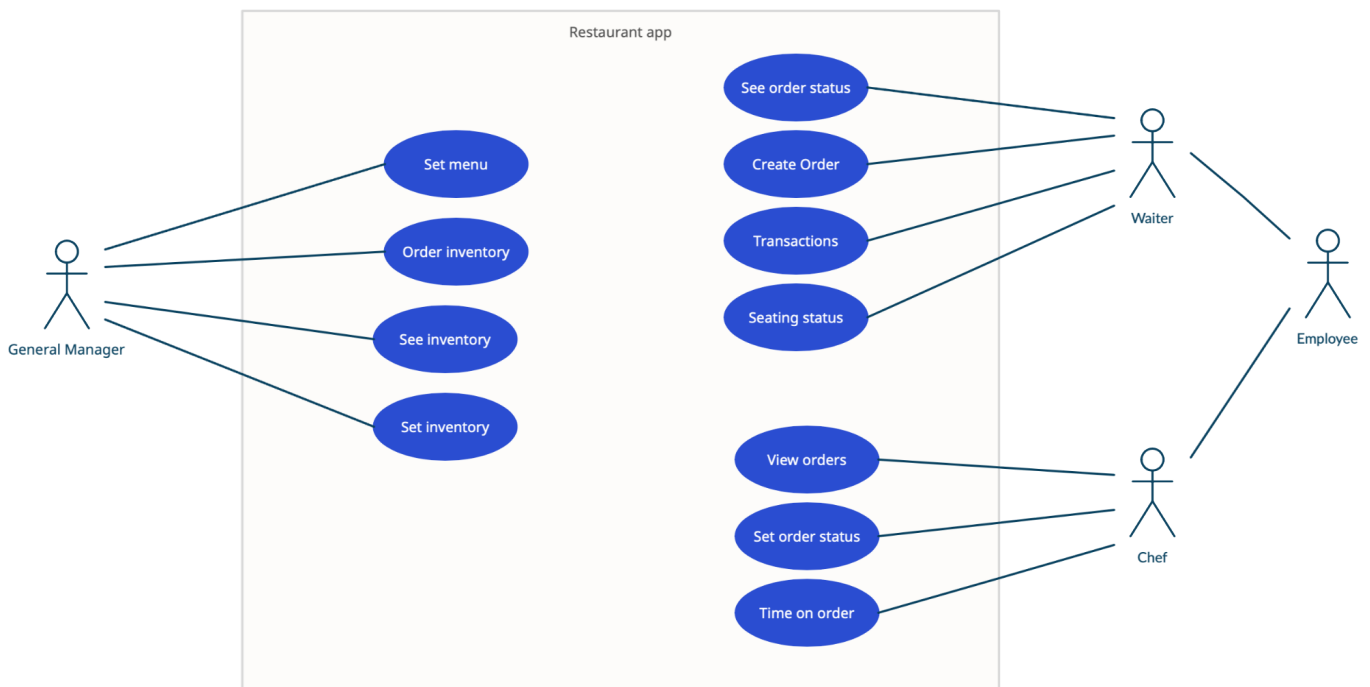 Restaurant app
See order status
Set menu
Create Order
Waiter
Order inventory
Transactions
General Manager
See inventory
Seating status
Employee
Set inventory
View orders
Set order status
Chef
Time on order